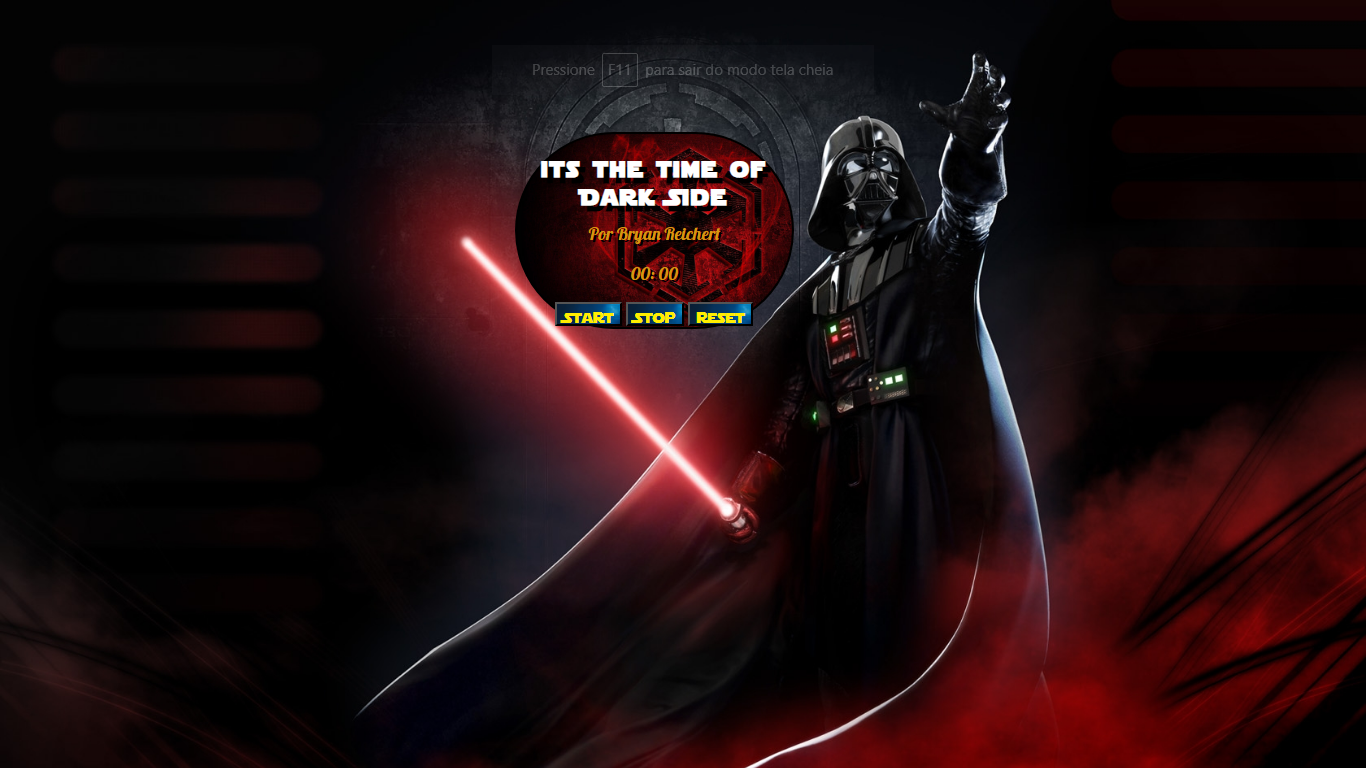 Pressione F11 para sair do modo tela cheia
ITS THE TIME OF
DARK SIDE
Por Bryan Reichert
00: 00
START STOP RESET